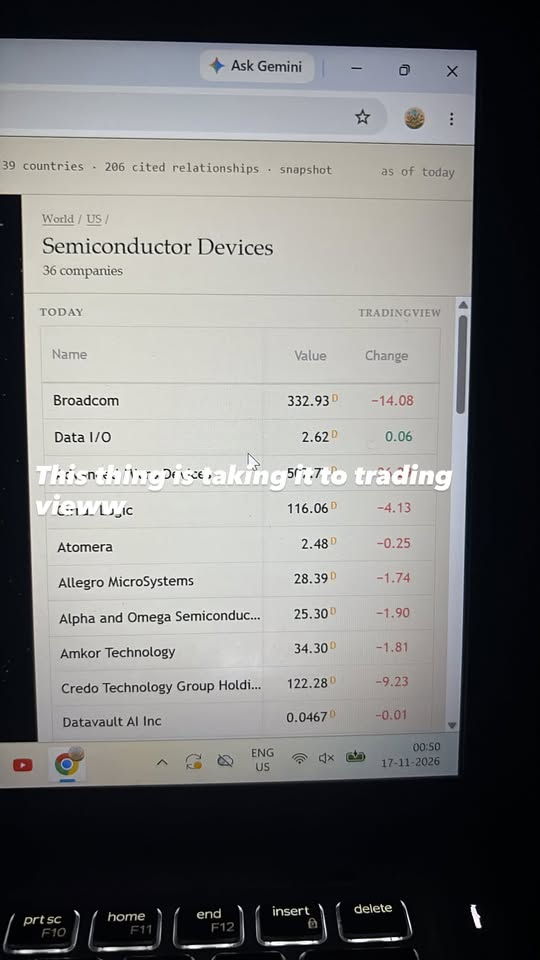 Ask Gemini
39 countries · 206 cited relationships · snapshot as of today
World / US /
Semiconductor Devices
36 companies
TODAY TRADINGVIEW
Name Value Change
Broadcom 332.93 D −14.08
Data I/O 2.62 D 0.06
This thing is taking it to trading
vieww.
Logic 116.06 D −4.13
Atomera 2.48 D −0.25
Allegro MicroSystems 28.39 D −1.74
Alpha and Omega Semiconduc... 25.30 D −1.90
Amkor Technology 34.30 D −1.81
Credo Technology Group Holdi... 122.28 D −9.23
Datavault AI Inc 0.0467 D −0.01
ENG
US
00:50
17-11-2026
prt sc home end insert delete
F10 F11 F12